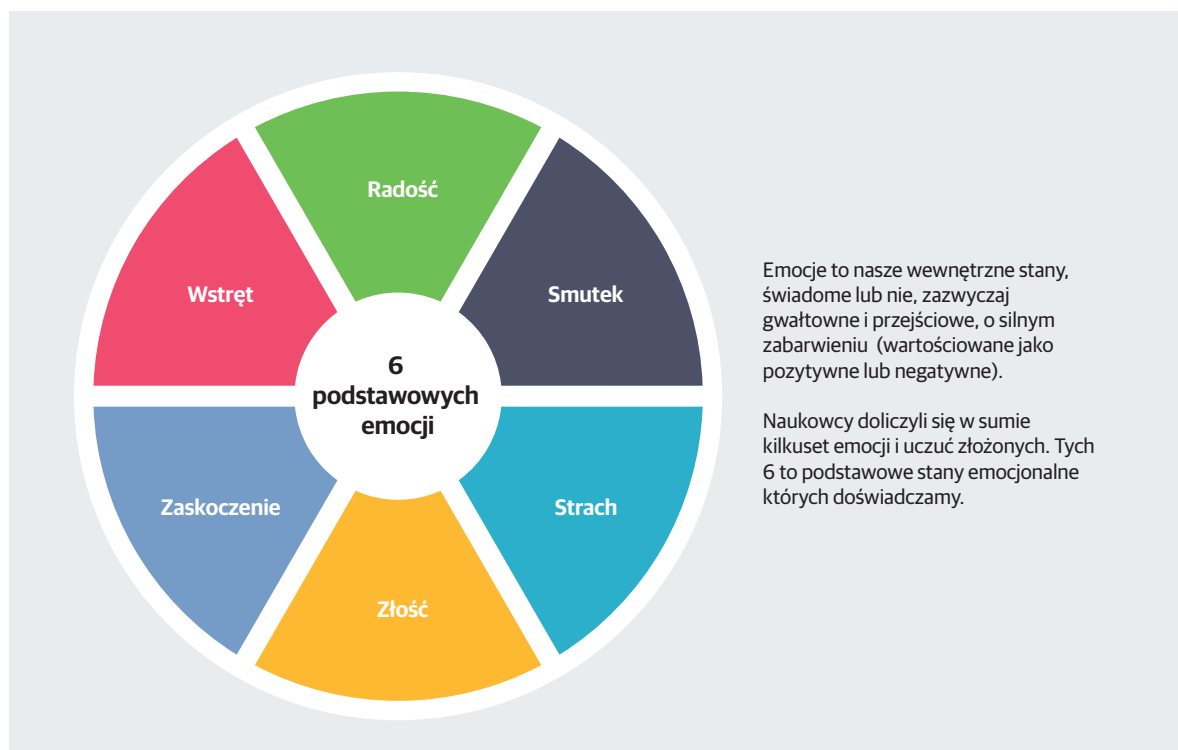 Radość
Wstręt
Smutek
6
podstawowych
emocji
Zaskoczenie
Strach
Złość
Emocje to nasze wewnętrzne stany,
świadome lub nie, zazwyczaj
gwałtowne i przejściowe, o silnym
zabarwieniu (wartościowane jako
pozytywne lub negatywne).
Naukowcy doliczyli się w sumie
kilkuset emocji i uczuć złożonych. Tych
6 to podstawowe stany emocjonalne
których doświadczamy.